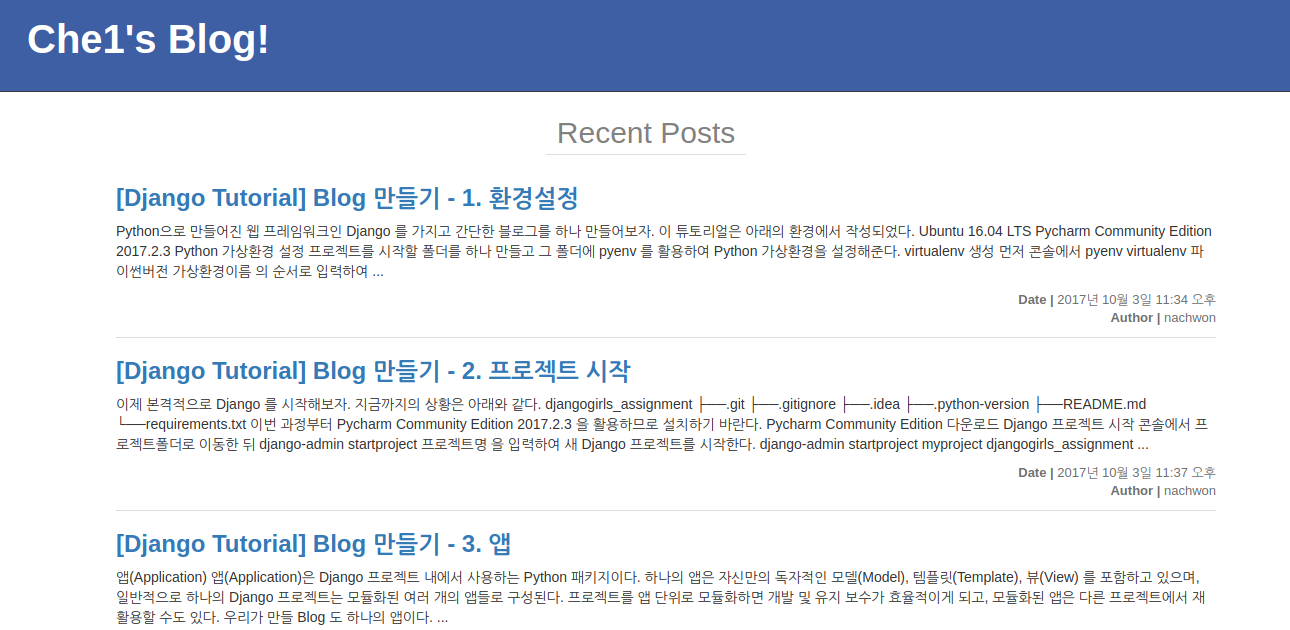 Che1's Blog!
Recent Posts
[Django Tutorial] Blog 만들기 - 1. 환경설정
Python으로 만들어진 웹 프레임워크인 Django 를 가지고 간단한 블로그를 하나 만들어보자. 이 튜토리얼은 아래의 환경에서 작성되었다. Ubuntu 16.04 LTS Pycharm Community Edition
2017.2.3 Python 가상환경 설정 프로젝트를 시작할 폴더를 하나 만들고 그 폴더에 pyenv 를 활용하여 Python 가상환경을 설정해준다. virtualenv 생성 먼저 콘솔에서 pyenv virtualenv 파
이썬버전 가상환경이름 의 순서로 입력하여 ...
Date | 2017년 10월 3일 11:34 오후
Author | nachwon
[Django Tutorial] Blog 만들기 - 2. 프로젝트 시작
이제 본격적으로 Django 를 시작해보자. 지금까지의 상황은 아래와 같다. djangogirls_assignment ├──.git ├──.gitignore ├──.idea ├──.python-version ├──README.md
└──requirements.txt 이번 과정부터 Pycharm Community Edition 2017.2.3 을 활용하므로 설치하기 바란다. Pycharm Community Edition 다운로드 Django 프로젝트 시작 콘솔에서 프
로젝트폴더로 이동한 뒤 django-admin startproject 프로젝트명 을 입력하여 새 Django 프로젝트를 시작한다. django-admin startproject myproject djangogirls_assignment ...
Date | 2017년 10월 3일 11:37 오후
Author | nachwon
[Django Tutorial] Blog 만들기 - 3. 앱
앱(Application) 앱(Application)은 Django 프로젝트 내에서 사용하는 Python 패키지이다. 하나의 앱은 자신만의 독자적인 모델(Model), 템플릿(Template), 뷰(View) 를 포함하고 있으며,
일반적으로 하나의 Django 프로젝트는 모듈화된 여러 개의 앱들로 구성된다. 프로젝트를 앱 단위로 모듈화하면 개발 및 유지 보수가 효율적이게 되고, 모듈화된 앱은 다른 프로젝트에서 재
활용할 수도 있다. 우리가 만들 Blog 도 하나의 앱이다. ...